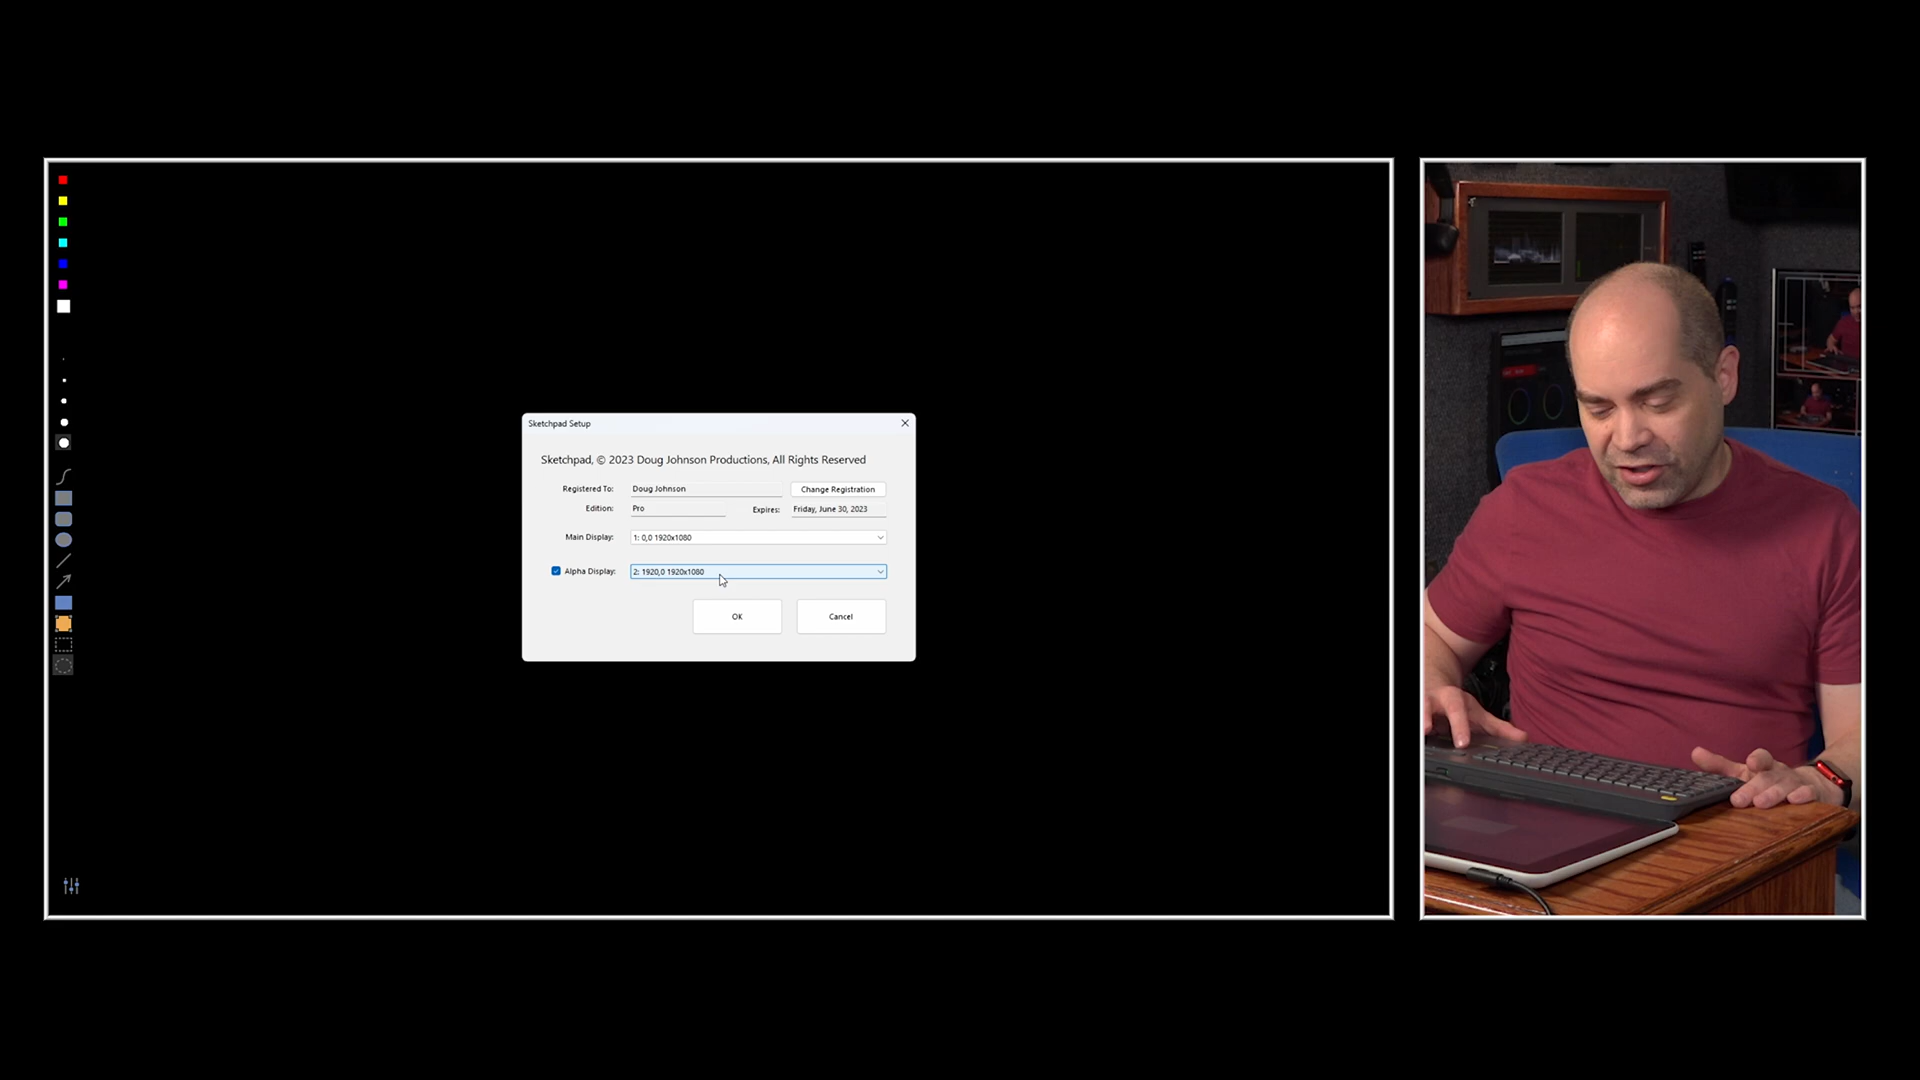 Sketchpad Setup
Sketchpad, © 2023 Doug Johnson Productions, All Rights Reserved
Registered To: Doug Johnson Change Registration
Edition: Pro Expires: Friday, June 30, 2023
Main Display: 1: 0,0 1920x1080
Alpha Display: 2: 1920,0 1920x1080
OK Cancel